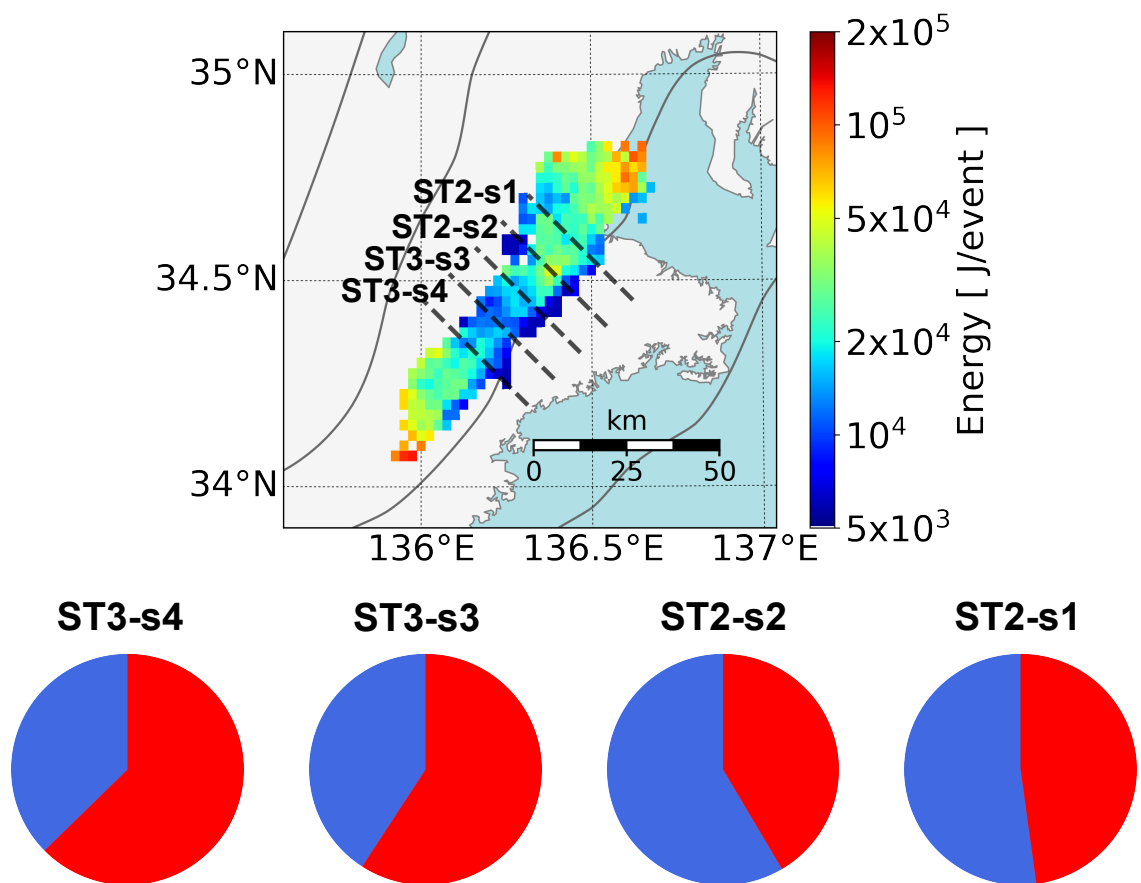 35°N
34.5°N
34°N
136°E
136.5°E
137°E
ST2-s1
ST2-s2
ST3-s3
ST3-s4
km
0 25 50
2x10⁵
10⁵
5x10⁴
2x10⁴
10⁴
5x10³
Energy [ J/event ]
ST3-s4
ST3-s3
ST2-s2
ST2-s1